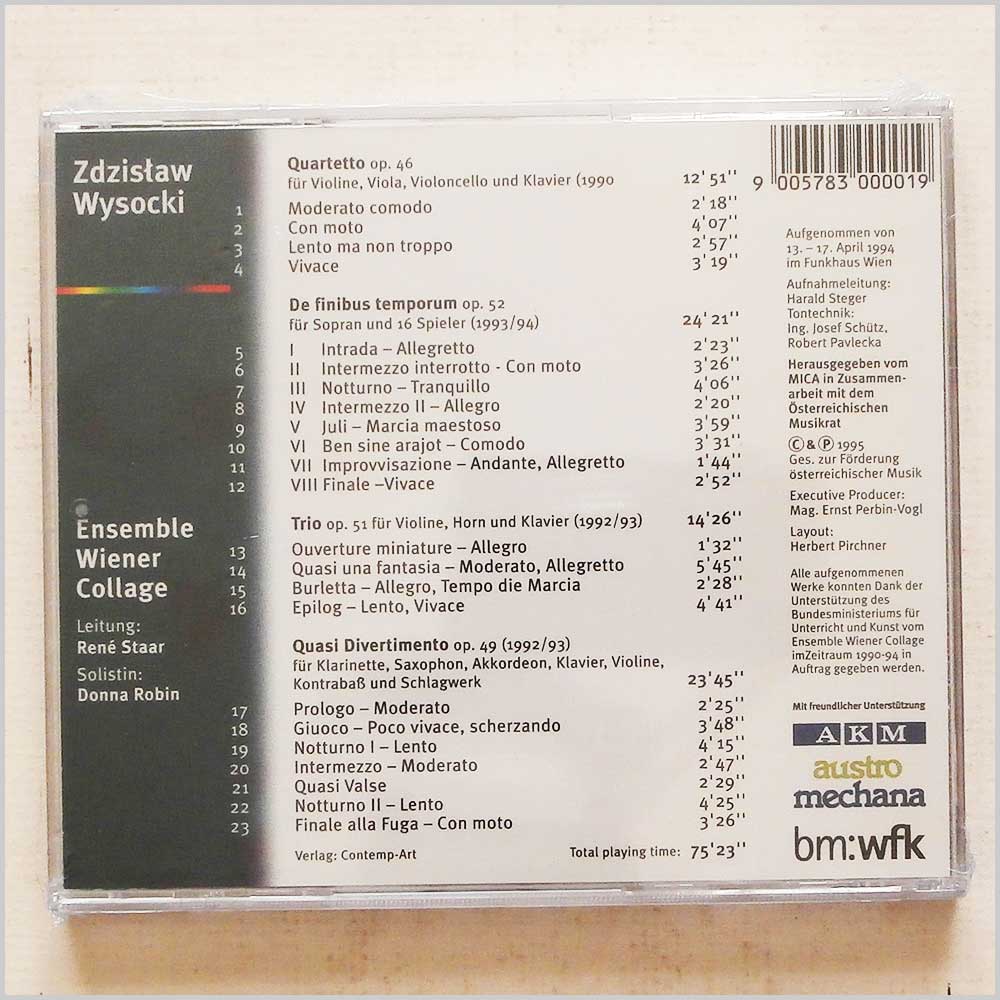 Zdzisław
Wysocki
Quartetto op. 46
für Violine, Viola, Violoncello und Klavier (1990 12'51''
1 Moderato comodo 2'18''
2 Con moto 4'07''
3 Lento ma non troppo 2'57''
4 Vivace 3'19''
De finibus temporum op. 52
für Sopran und 16 Spieler (1993/94) 24'21''
5 I Intrada – Allegretto 2'23''
6 II Intermezzo interrotto - Con moto 3'26''
7 III Notturno – Tranquillo 4'06''
8 IV Intermezzo II – Allegro 2'20''
9 V Juli – Marcia maestoso 3'59''
10 VI Ben sine arajot – Comodo 3'31''
11 VII Improvvisazione – Andante, Allegretto 1'44''
12 VIII Finale –Vivace 2'52''
Ensemble
Wiener
Collage
Leitung:
René Staar
Solistin:
Donna Robin
Trio op. 51 für Violine, Horn und Klavier (1992/93) 14'26''
13 Ouverture miniature – Allegro 1'32''
14 Quasi una fantasia – Moderato, Allegretto 5'45''
15 Burletta – Allegro, Tempo die Marcia 2'28''
16 Epilog – Lento, Vivace 4'41''
Quasi Divertimento op. 49 (1992/93)
für Klarinette, Saxophon, Akkordeon, Klavier, Violine,
Kontrabaß und Schlagwerk 23'45''
17 Prologo – Moderato 2'25''
18 Giuoco – Poco vivace, scherzando 3'48''
19 Notturno I – Lento 4'15''
20 Intermezzo – Moderato 2'47''
21 Quasi Valse 2'29''
22 Notturno II – Lento 4'25''
23 Finale alla Fuga – Con moto 3'26''
Verlag: Contemp-Art Total playing time: 75'23''
9 005783 000019
Aufgenommen von
13. – 17. April 1994
im Funkhaus Wien
Aufnahmeleitung:
Harald Steger
Tontechnik:
Ing. Josef Schütz,
Robert Pavlecka
Herausgegeben vom
MICA in Zusammen-
arbeit mit dem
Österreichischen
Musikrat
© & ℗ 1995
Ges. zur Förderung
österreichischer Musik
Executive Producer:
Mag. Ernst Perbin-Vogl
Layout:
Herbert Pirchner
Alle aufgenommenen
Werke konnten Dank der
Unterstützung des
Bundesministeriums für
Unterricht und Kunst vom
Ensemble Wiener Collage
imZeitraum 1990-94 in
Auftrag gegeben werden.
Mit freundlicher Unterstützung
AKM
austro
mechana
bm:wfk